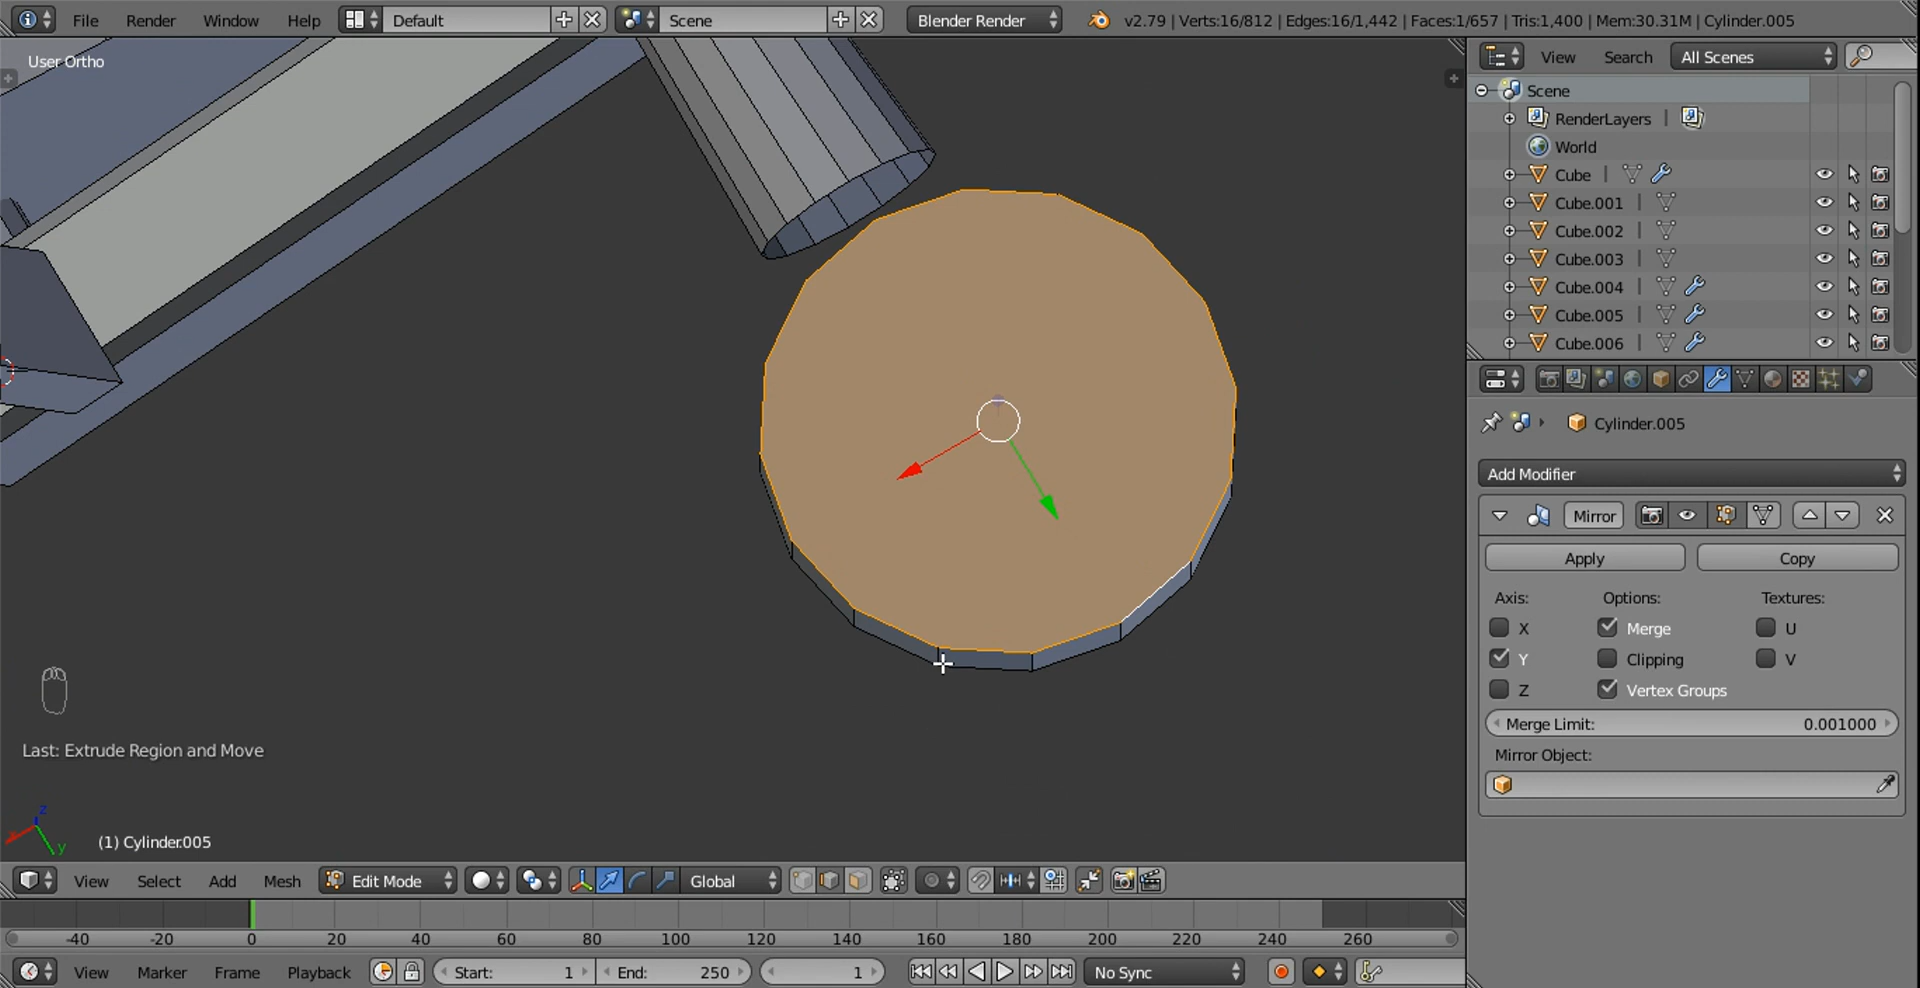 File Render Window Help Default Scene Blender Render v2.79 | Verts:16/812 | Edges:16/1,442 | Faces:1/657 | Tris:1,400 | Mem:30.31M | Cylinder.005
User Ortho
View Search All Scenes
Scene
RenderLayers |
World
Cube |
Cube.001 |
Cube.002 |
Cube.003 |
Cube.004 |
Cube.005 |
Cube.006 |
Cylinder.005
Add Modifier
Mirror
Apply Copy
Axis: Options: Textures:
X Merge U
Y Clipping V
Z Vertex Groups
Merge Limit: 0.001000
Mirror Object:
Last: Extrude Region and Move
z
y
(1) Cylinder.005
View Select Add Mesh Edit Mode Global
-40 -20 0 20 40 60 80 100 120 140 160 180 200 220 240 260
View Marker Frame Playback Start: 1 End: 250 1 No Sync